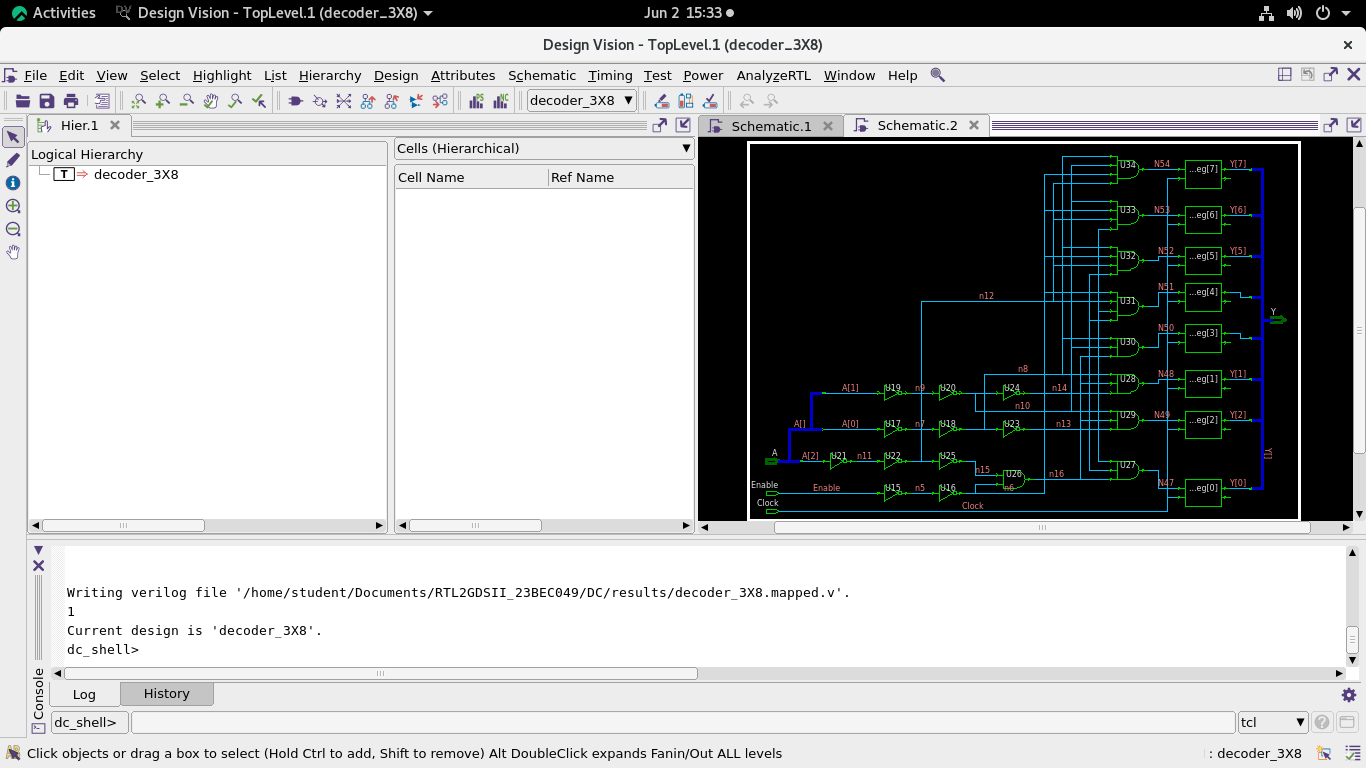 Activities Design Vision - TopLevel.1 (decoder_3X8) Jun 2 15:33
Design Vision - TopLevel.1 (decoder_3X8)
File Edit View Select Highlight List Hierarchy Design Attributes Schematic Timing Test Power AnalyzeRTL Window Help
decoder_3X8
Hier.1
Logical Hierarchy
T decoder_3X8
Cells (Hierarchical)
Cell Name Ref Name
Schematic.1 Schematic.2
U34 N54 ...eg[7] Y[7]
U33 N53 ...eg[6] Y[6]
U32 N52 ...eg[5] Y[5]
n12 U31 N51 ...eg[4]
Y
U30 N50 ...eg[3]
n8 U28 N48 ...eg[1] Y[1]
A[1] U19 n9 U20 U24 n14
n10 U29 N49 ...eg[2] Y[2]
A[] A[0] U17 n7 U18 U23 n13
A A[2] U21 n11 U22 U25 Y[]
n15 U26 n16 U27
Enable Enable U15 n5 U16 n6 N47 ...eg[0] Y[0]
Clock Clock
Writing verilog file '/home/student/Documents/RTL2GDSII_23BEC049/DC/results/decoder_3X8.mapped.v'.
1
Current design is 'decoder_3X8'.
dc_shell>
Console
Log History
dc_shell> tcl
Click objects or drag a box to select (Hold Ctrl to add, Shift to remove) Alt DoubleClick expands Fanin/Out ALL levels : decoder_3X8